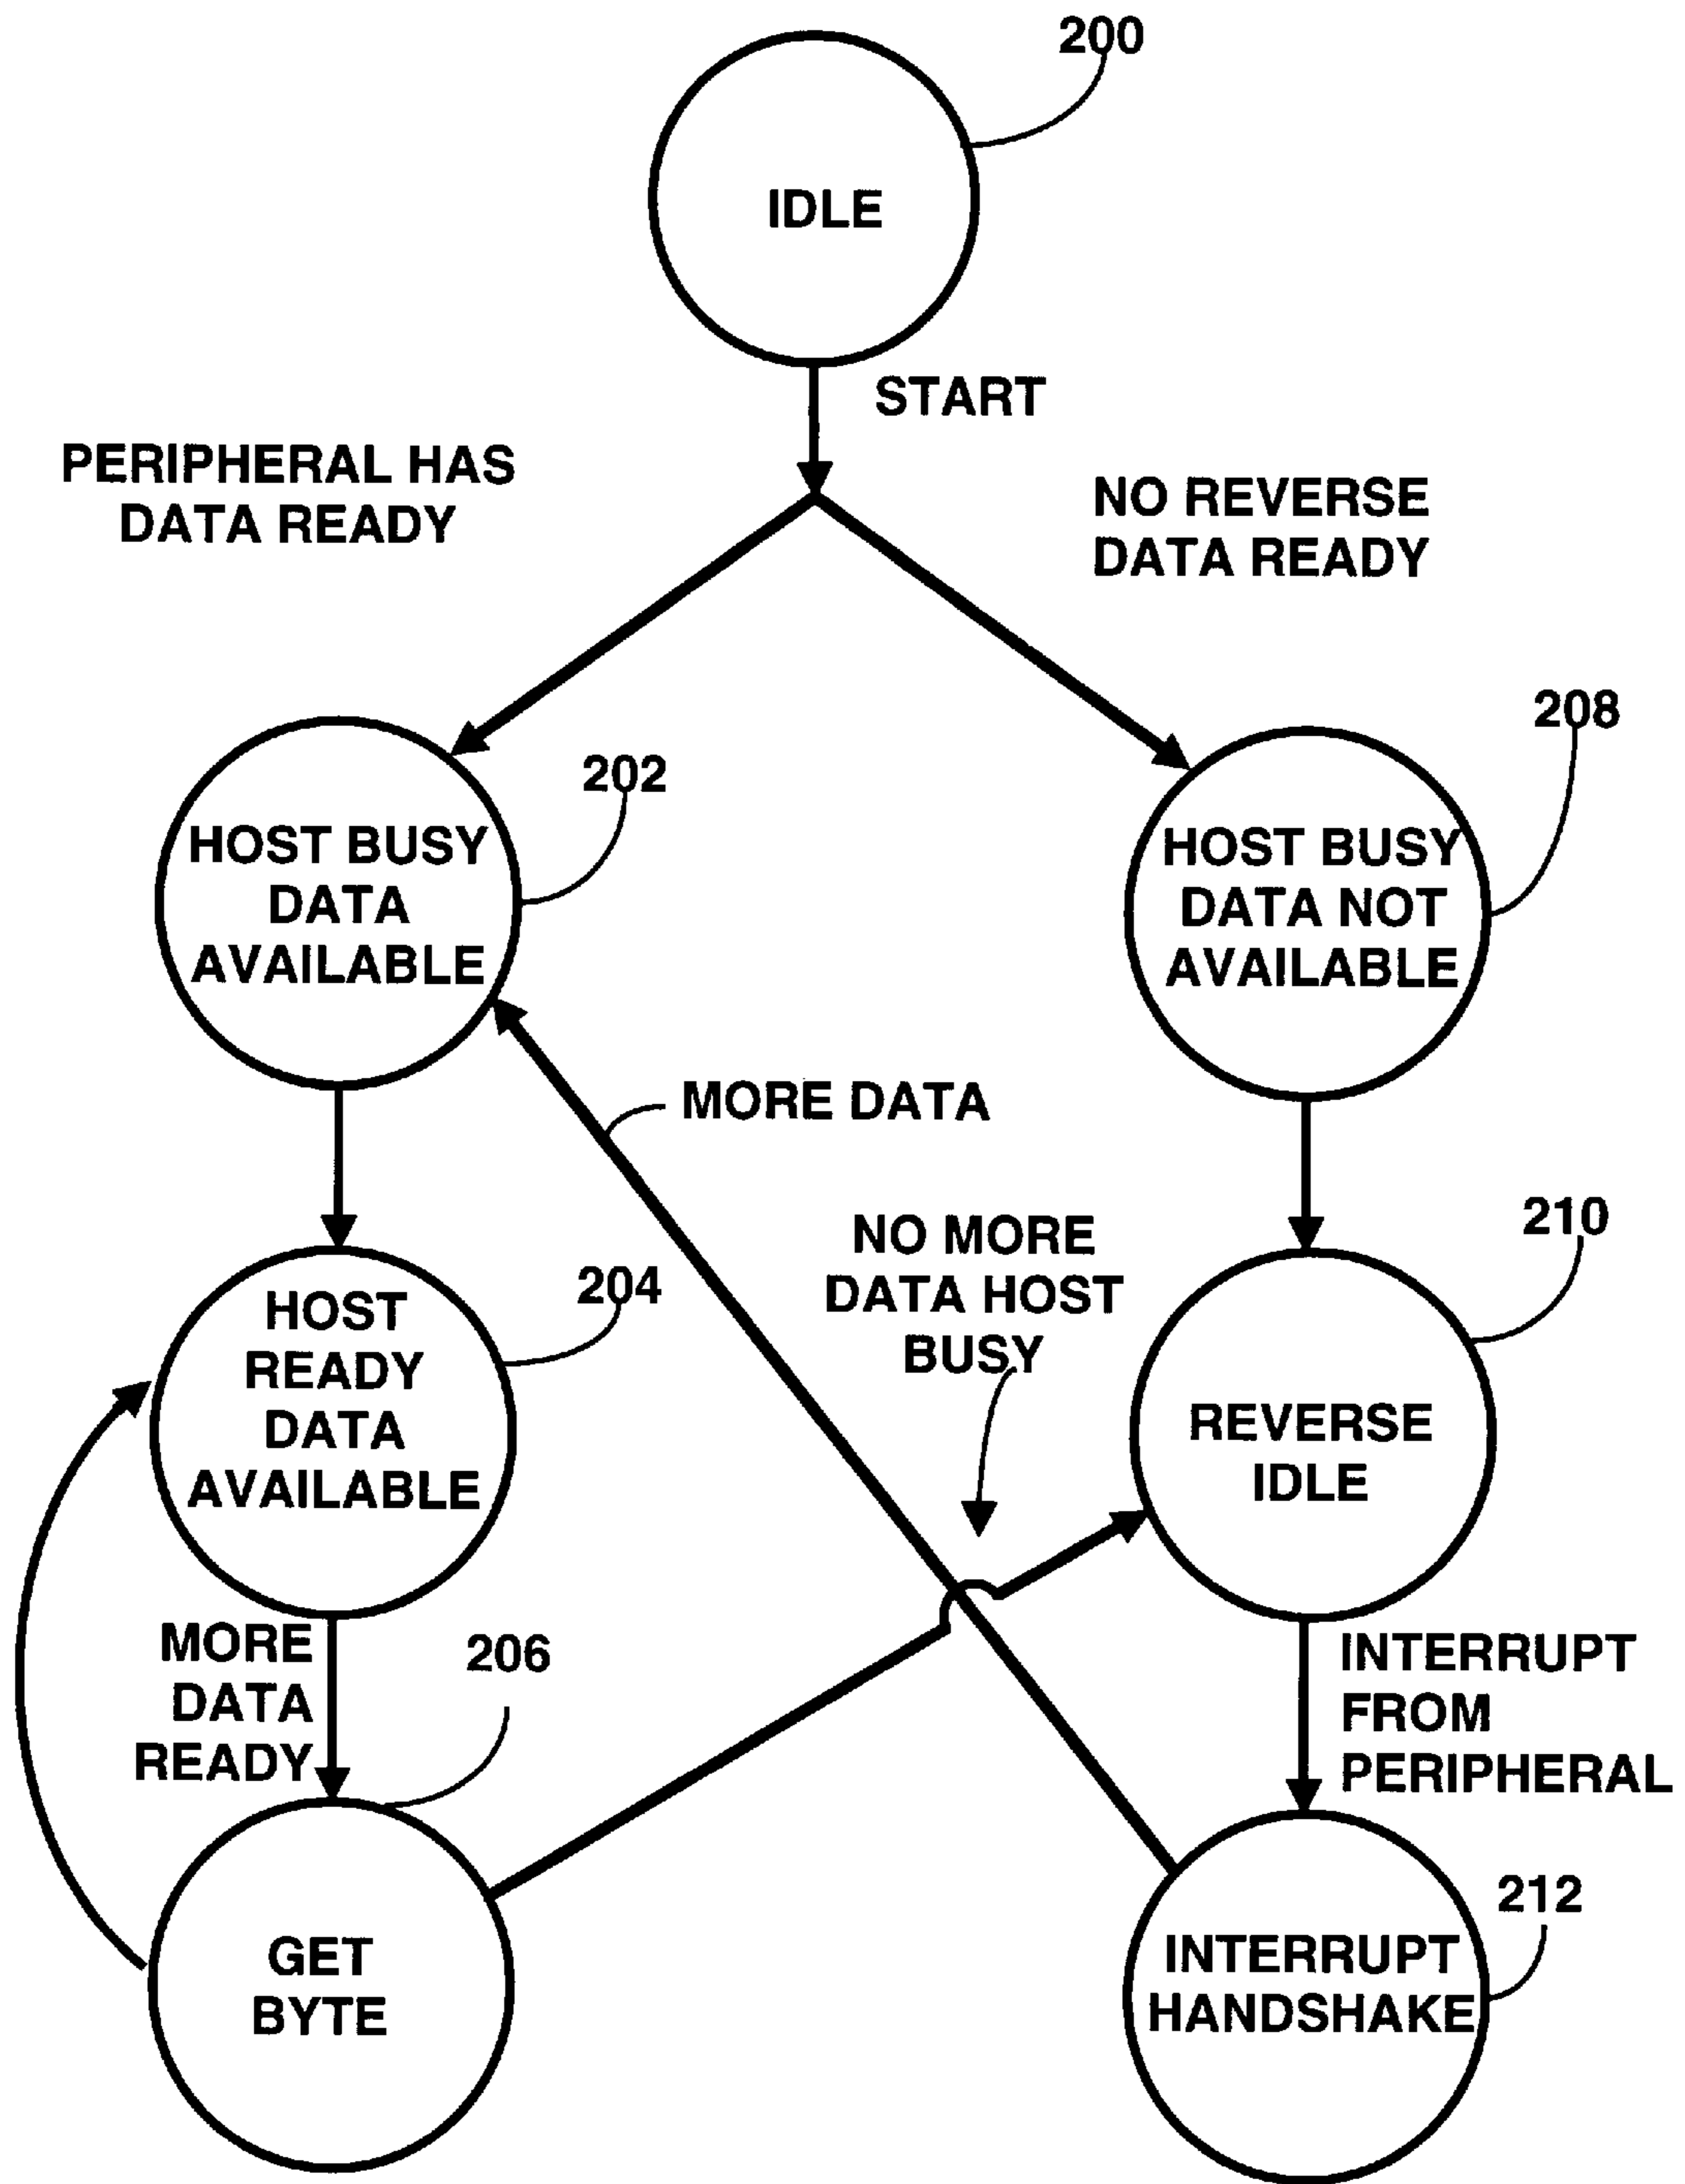 200
IDLE
START
PERIPHERAL HAS
DATA READY
NO REVERSE
DATA READY
208
202
HOST BUSY
DATA
AVAILABLE
HOST BUSY
DATA NOT
AVAILABLE
MORE DATA
NO MORE
DATA HOST
BUSY
210
204
HOST
READY
DATA
AVAILABLE
REVERSE
IDLE
MORE
DATA
READY
206
INTERRUPT
FROM
PERIPHERAL
212
GET
BYTE
INTERRUPT
HANDSHAKE